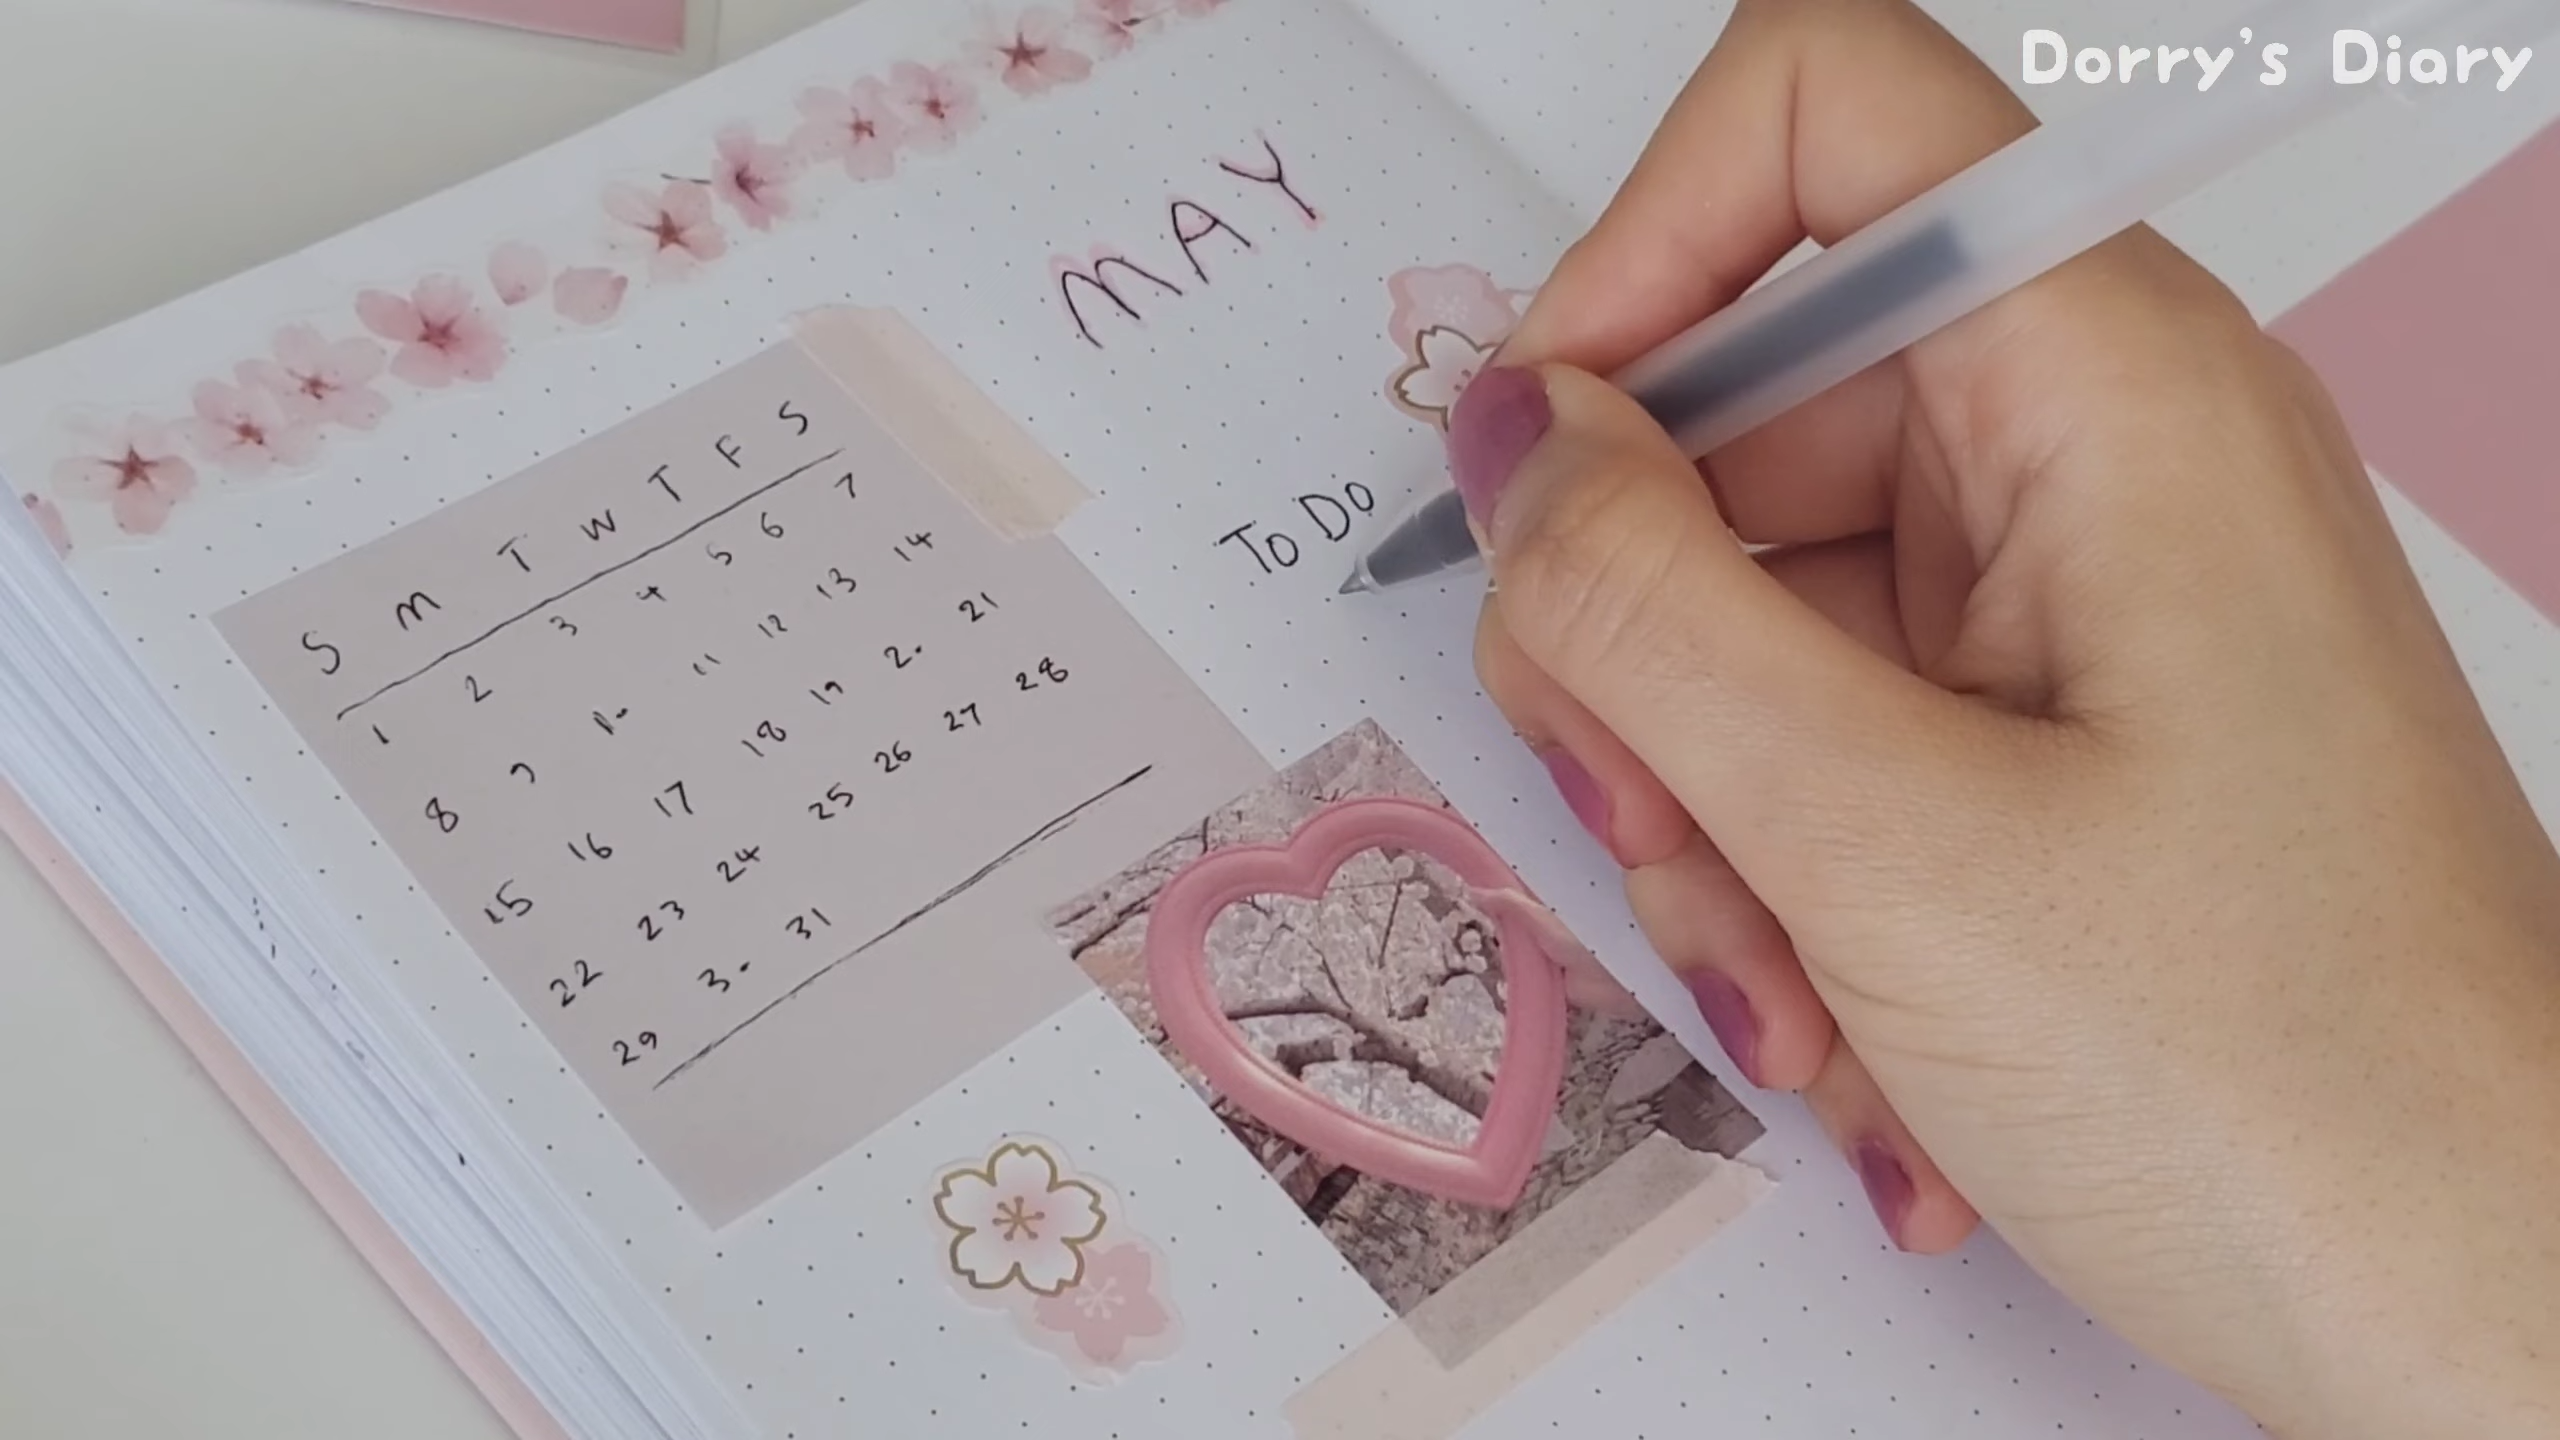 Dorry's Diary
MAY
S M T W T F S
1 2 3 4 5 6 7
8 9 10 11 12 13 14
15 16 17 18 19 20 21
22 23 24 25 26 27 28
29 30 31
To Do